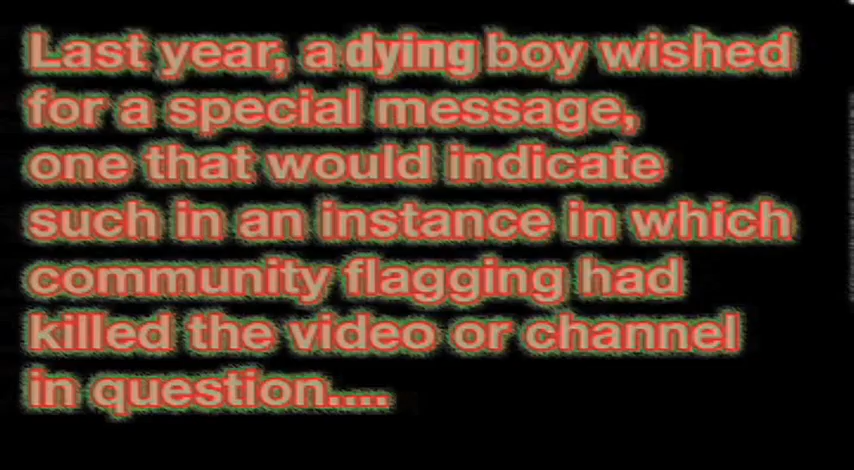 Last year, a dying boy wished
for a special message,
one that would indicate
such in an instance in which
community flagging had
killed the video or channel
in question....